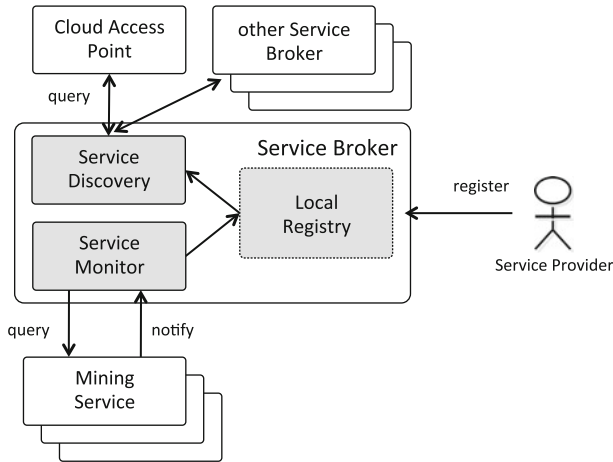 Cloud Access
Point
other Service
Broker
query
Service Broker
Service
Discovery
Local
Registry
register
Service
Monitor
Service Provider
query
notify
Mining
Service